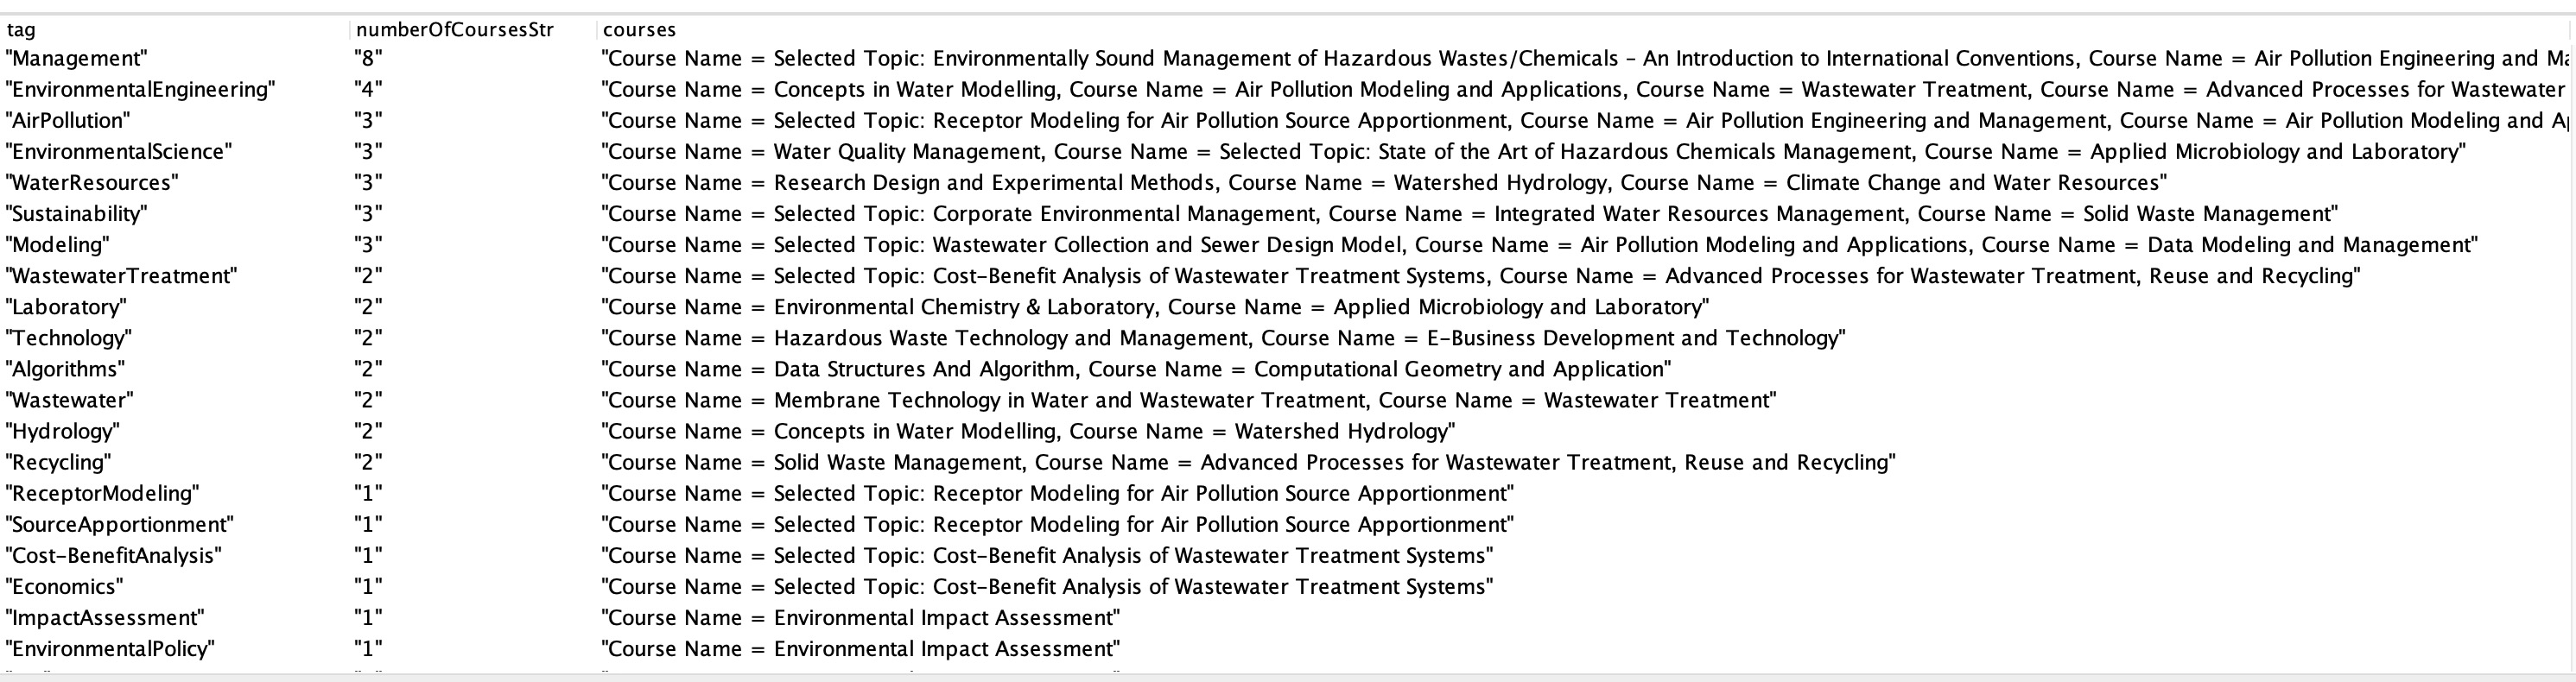 tag numberOfCoursesStr courses
"Management" "8" "Course Name = Selected Topic: Environmentally Sound Management of Hazardous Wastes/Chemicals – An Introduction to International Conventions, Course Name = Air Pollution Engineering and
"EnvironmentalEngineering" "4" "Course Name = Concepts in Water Modelling, Course Name = Air Pollution Modeling and Applications, Course Name = Wastewater Treatment, Course Name = Advanced Processes for Wastewater
"AirPollution" "3" "Course Name = Selected Topic: Receptor Modeling for Air Pollution Source Apportionment, Course Name = Air Pollution Engineering and Management, Course Name = Air Pollution Modeling and
"EnvironmentalScience" "3" "Course Name = Water Quality Management, Course Name = Selected Topic: State of the Art of Hazardous Chemicals Management, Course Name = Applied Microbiology and Laboratory"
"WaterResources" "3" "Course Name = Research Design and Experimental Methods, Course Name = Watershed Hydrology, Course Name = Climate Change and Water Resources"
"Sustainability" "3" "Course Name = Selected Topic: Corporate Environmental Management, Course Name = Integrated Water Resources Management, Course Name = Solid Waste Management"
"Modeling" "3" "Course Name = Selected Topic: Wastewater Collection and Sewer Design Model, Course Name = Air Pollution Modeling and Applications, Course Name = Data Modeling and Management"
"WastewaterTreatment" "2" "Course Name = Selected Topic: Cost-Benefit Analysis of Wastewater Treatment Systems, Course Name = Advanced Processes for Wastewater Treatment, Reuse and Recycling"
"Laboratory" "2" "Course Name = Environmental Chemistry & Laboratory, Course Name = Applied Microbiology and Laboratory"
"Technology" "2" "Course Name = Hazardous Waste Technology and Management, Course Name = E-Business Development and Technology"
"Algorithms" "2" "Course Name = Data Structures And Algorithm, Course Name = Computational Geometry and Application"
"Wastewater" "2" "Course Name = Membrane Technology in Water and Wastewater Treatment, Course Name = Wastewater Treatment"
"Hydrology" "2" "Course Name = Concepts in Water Modelling, Course Name = Watershed Hydrology"
"Recycling" "2" "Course Name = Solid Waste Management, Course Name = Advanced Processes for Wastewater Treatment, Reuse and Recycling"
"ReceptorModeling" "1" "Course Name = Selected Topic: Receptor Modeling for Air Pollution Source Apportionment"
"SourceApportionment" "1" "Course Name = Selected Topic: Receptor Modeling for Air Pollution Source Apportionment"
"Cost-BenefitAnalysis" "1" "Course Name = Selected Topic: Cost-Benefit Analysis of Wastewater Treatment Systems"
"Economics" "1" "Course Name = Selected Topic: Cost-Benefit Analysis of Wastewater Treatment Systems"
"ImpactAssessment" "1" "Course Name = Environmental Impact Assessment"
"EnvironmentalPolicy" "1" "Course Name = Environmental Impact Assessment"